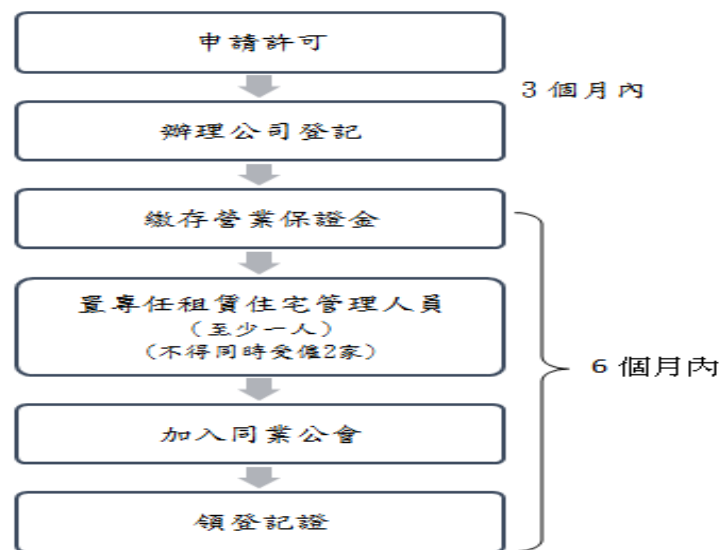 申請許可
3 個月內
辦理公司登記
繳存營業保證金
置專任租賃住宅管理人員
（至少一人）
（不得同時受僱2家）
6 個月內
加入同業公會
領登記證